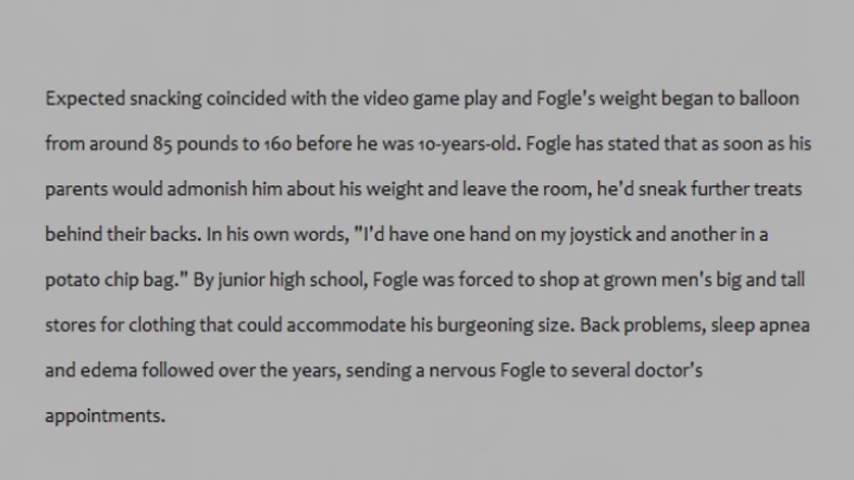 Expected snacking coincided with the video game play and Fogle's weight began to balloon
from around 85 pounds to 160 before he was 10-years-old. Fogle has stated that as soon as his
parents would admonish him about his weight and leave the room, he'd sneak further treats
behind their backs. In his own words, "I'd have one hand on my joystick and another in a
potato chip bag." By junior high school, Fogle was forced to shop at grown men's big and tall
stores for clothing that could accommodate his burgeoning size. Back problems, sleep apnea
and edema followed over the years, sending a nervous Fogle to several doctor's
appointments.